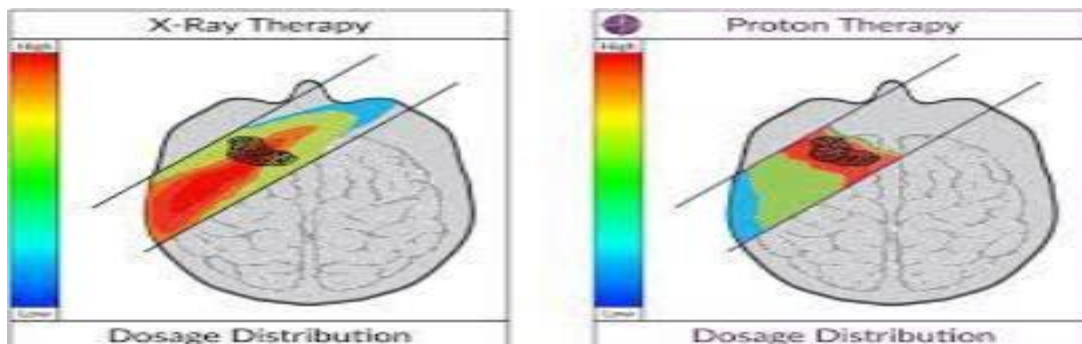 X-Ray Therapy
High
Low
Dosage Distribution
Proton Therapy
High
Low
Dosage Distribution